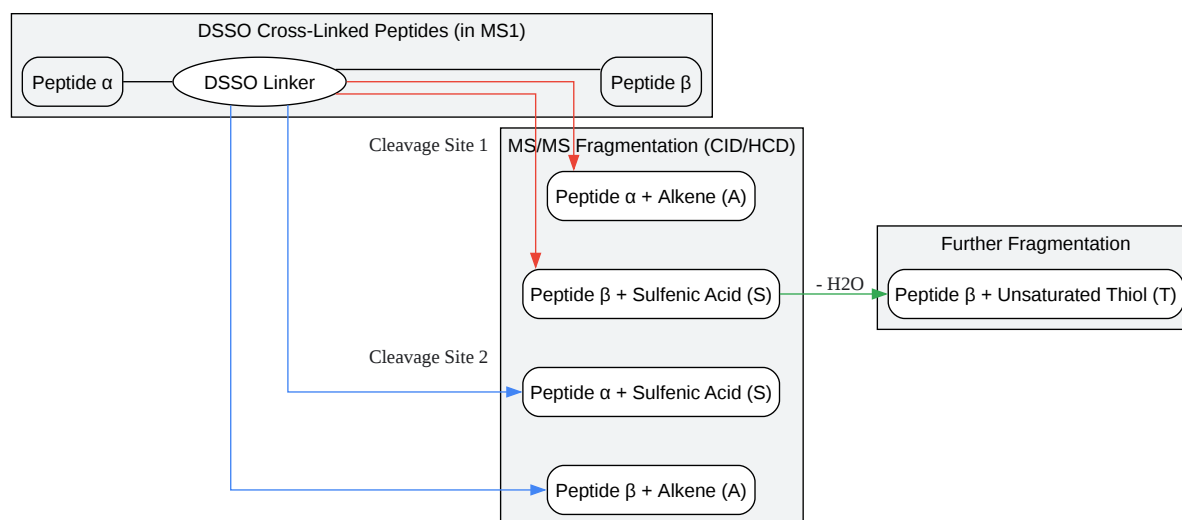 DSSO Cross-Linked Peptides (in MS1)
Peptide α
DSSO Linker
Peptide β
Cleavage Site 1
MS/MS Fragmentation (CID/HCD)
Peptide α + Alkene (A)
Further Fragmentation
Peptide β + Sulfenic Acid (S)
- H2O
Peptide β + Unsaturated Thiol (T)
Cleavage Site 2
Peptide α + Sulfenic Acid (S)
Peptide β + Alkene (A)